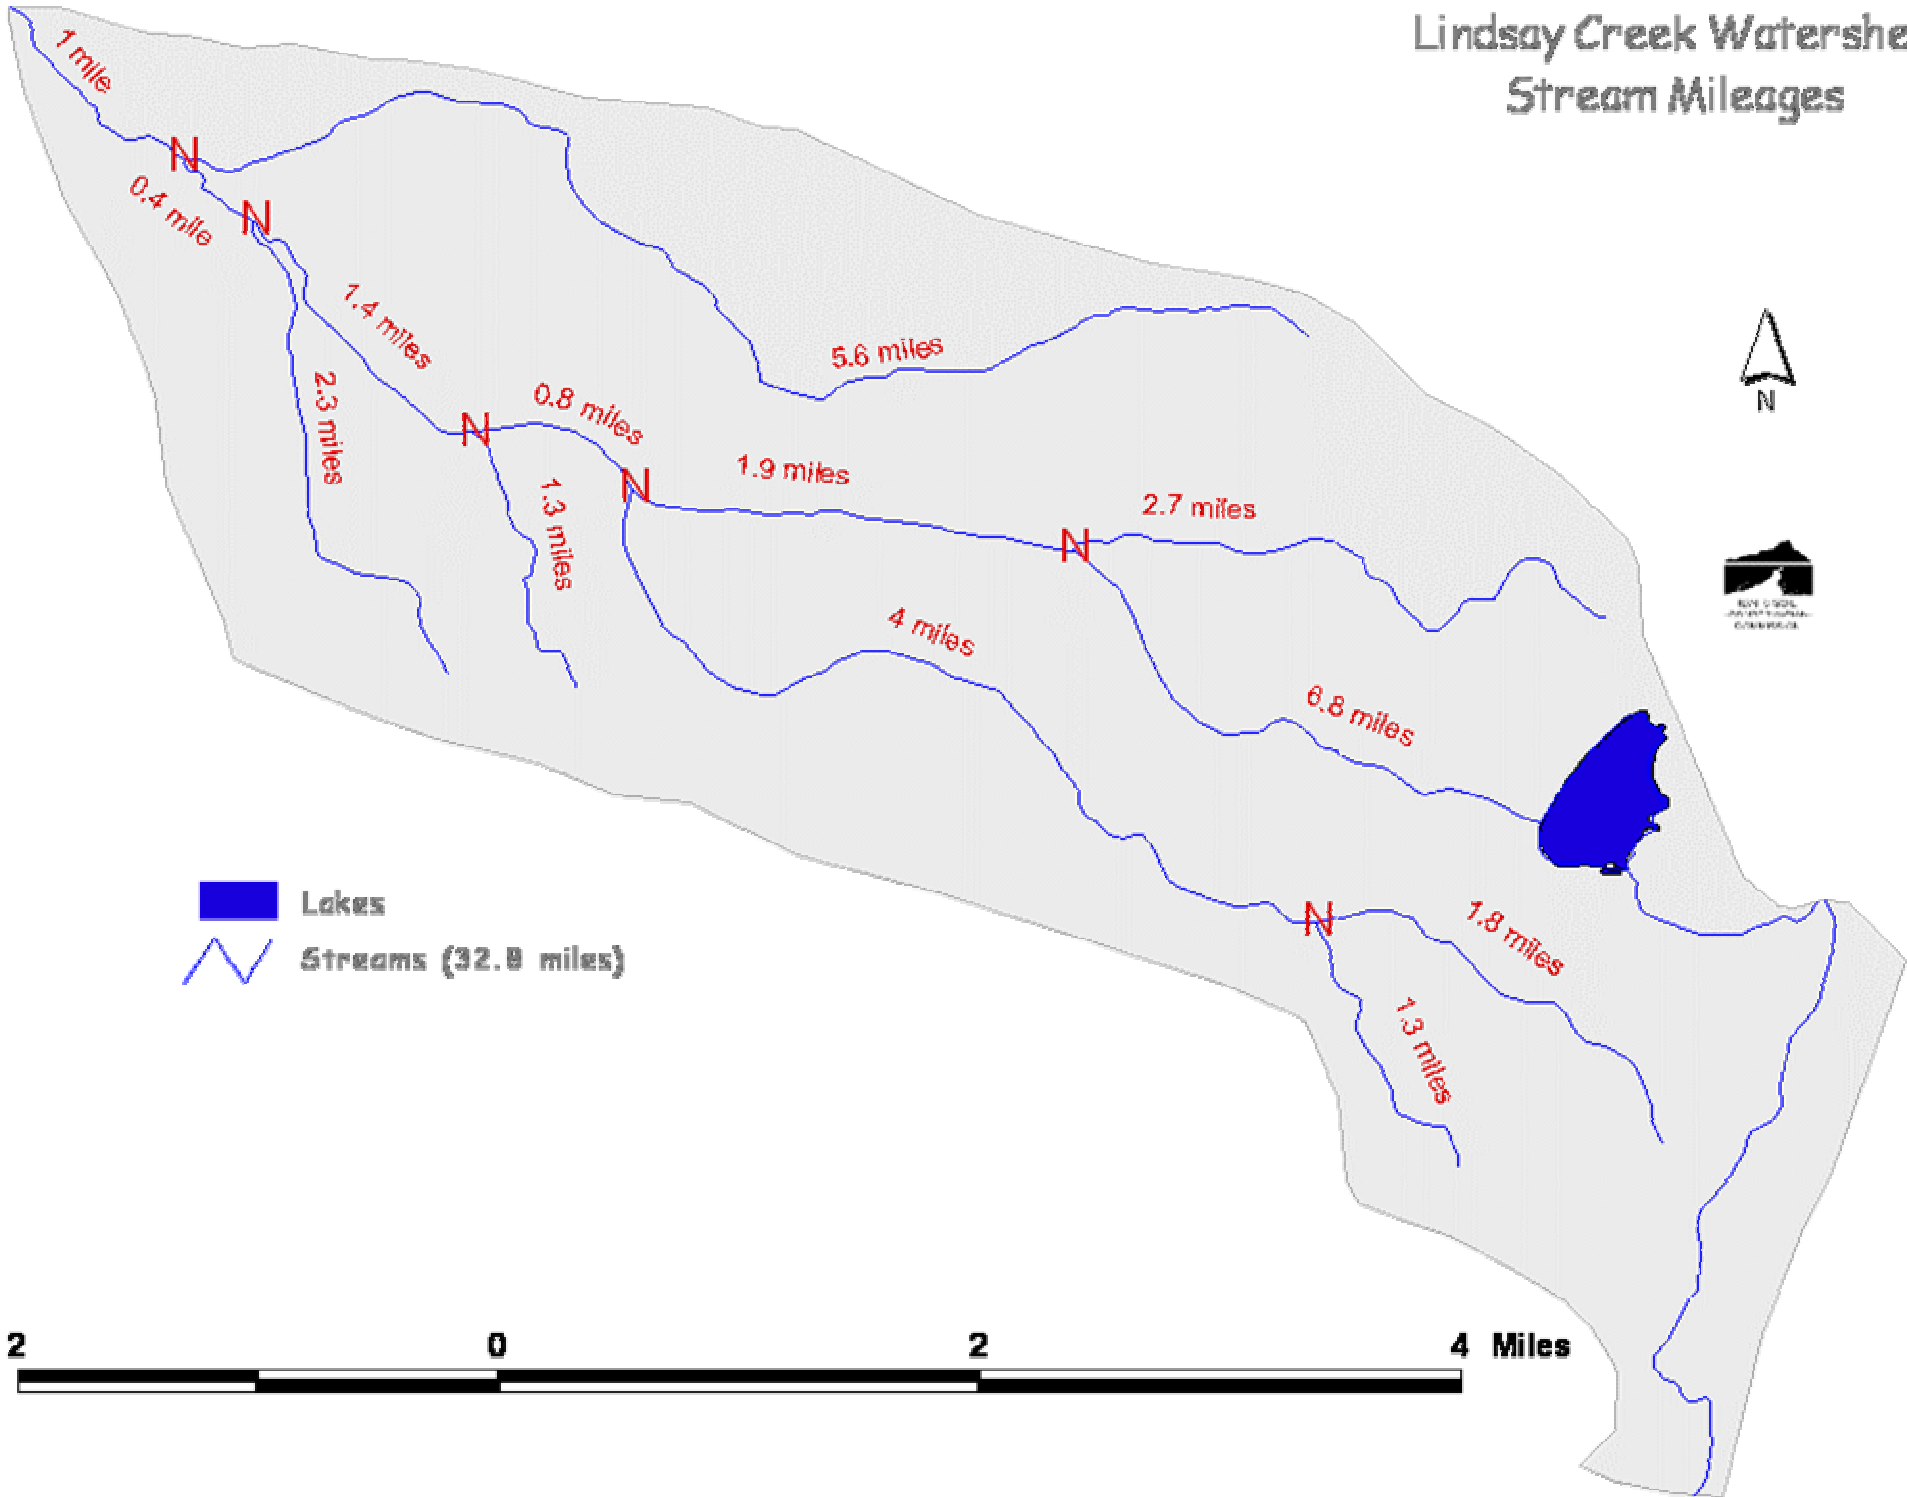 Lindsay Creek Watershe
Stream Mileages
1 mile
0.4 mile
1.4 miles
2.3 miles
0.8 miles
1.3 miles
5.6 miles
1.9 miles
2.7 miles
4 miles
6.8 miles
1.8 miles
1.3 miles
N
N
N
N
N
N
N
Lakes
Streams (32.8 miles)
2 0 2 4 Miles